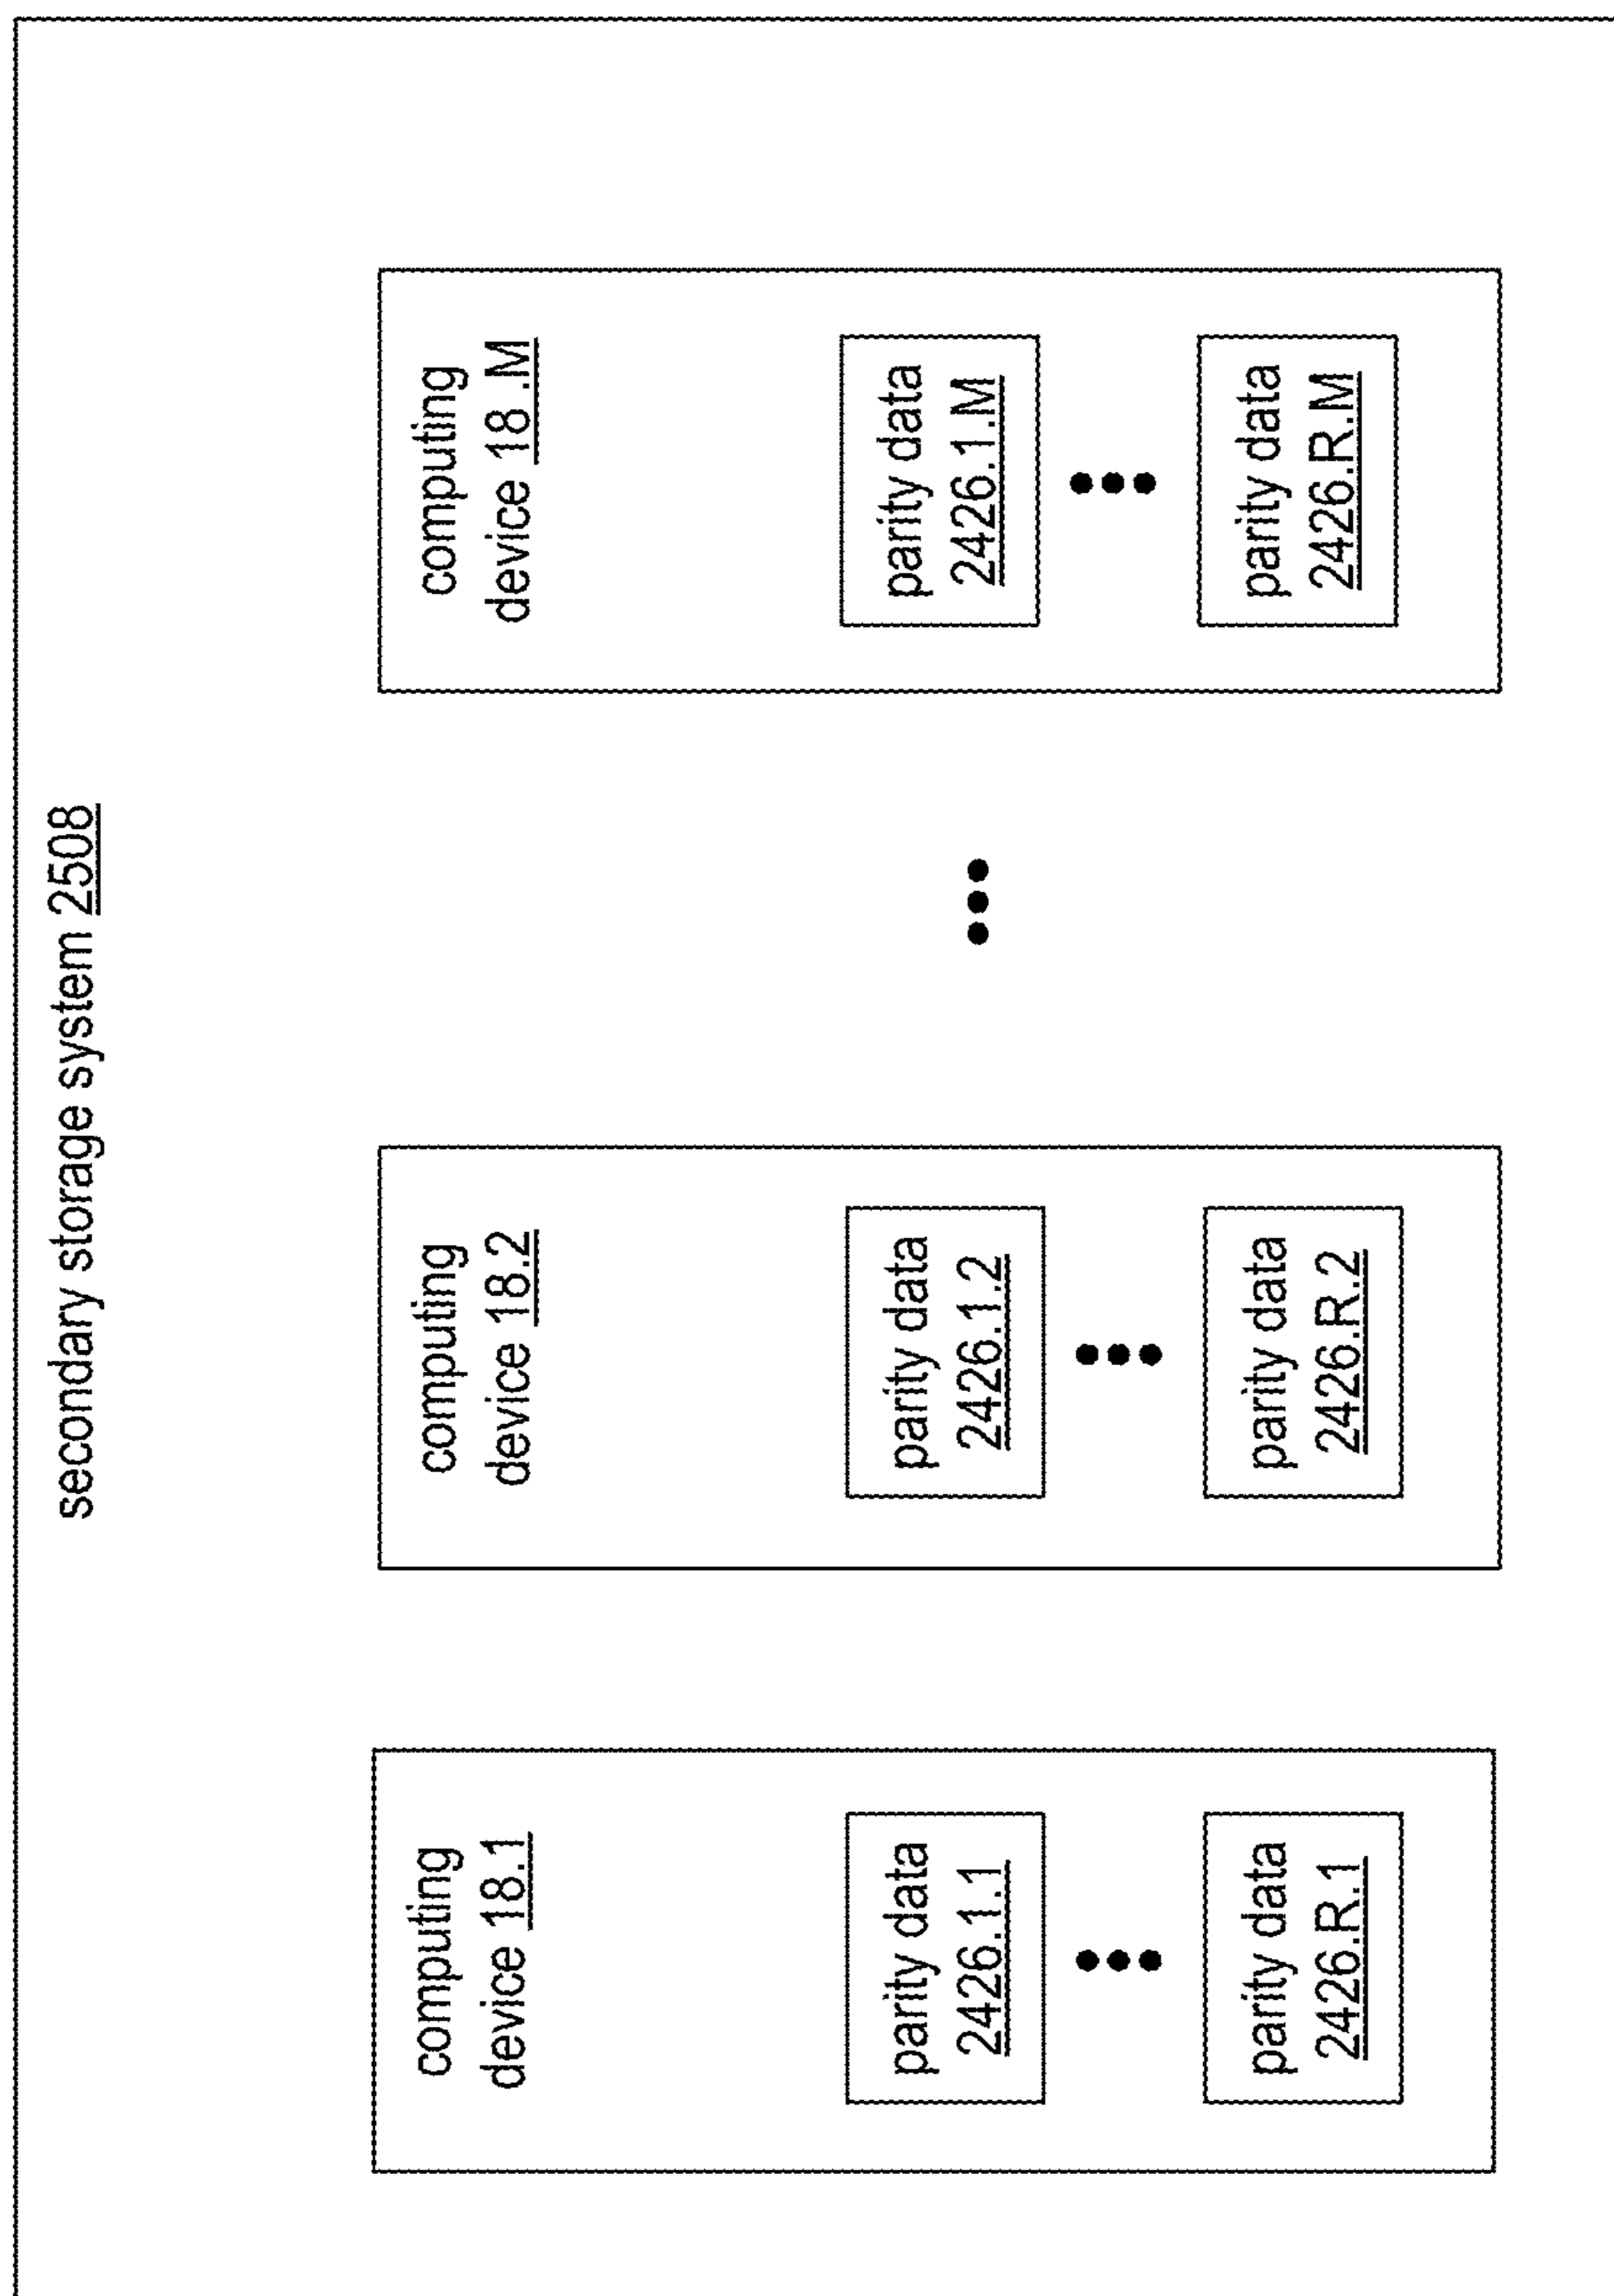 secondary storage system 2508
computing
device 18.1
parity data
2426.1.1
parity data
2426.R.1
computing
device 18.2
parity data
2426.1.2
parity data
2426.R.2
computing
device 18 .M
parity data
2426.1.M
parity data
2426.R.M